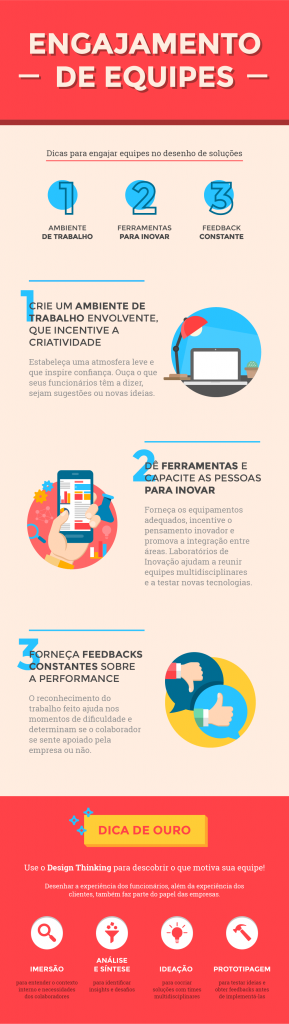 ENGAJAMENTO
— DE EQUIPES —
Dicas para engajar equipes no desenho de soluções
1 2 3
AMBIENTE
DE TRABALHO
FERRAMENTAS
PARA INOVAR
FEEDBACK
CONSTANTE
1
CRIE UM AMBIENTE DE
TRABALHO ENVOLVENTE,
QUE INCENTIVE A
CRIATIVIDADE
Estabeleça uma atmosfera leve e
que inspire confiança. Ouça o que
seus funcionários têm a dizer,
sejam sugestões ou novas ideias.
2
DÊ FERRAMENTAS E
CAPACITE AS PESSOAS
PARA INOVAR
Forneça os equipamentos
adequados, incentive o
pensamento inovador e
promova a integração entre
áreas. Laboratórios de
Inovação ajudam a reunir
equipes multidisciplinares
e a testar novas tecnologias.
3
FORNEÇA FEEDBACKS
CONSTANTES SOBRE
A PERFORMANCE
O reconhecimento do
trabalho feito ajuda nos
momentos de dificuldade e
determinam se o colaborador
se sente apoiado pela
empresa ou não.
DICA DE OURO
Use o Design Thinking para descobrir o que motiva sua equipe!
Desenhar a experiência dos funcionários, além da experiência dos
clientes, também faz parte do papel das empresas.
IMERSÃO
para entender o contexto
interno e necessidades
dos colaboradores
ANÁLISE
E SÍNTESE
para identificar
insights e desafios
IDEAÇÃO
para cocriar
soluções com times
multidisciplinares
PROTOTIPAGEM
para testar ideias e
obter feedbacks antes
de implementá-las